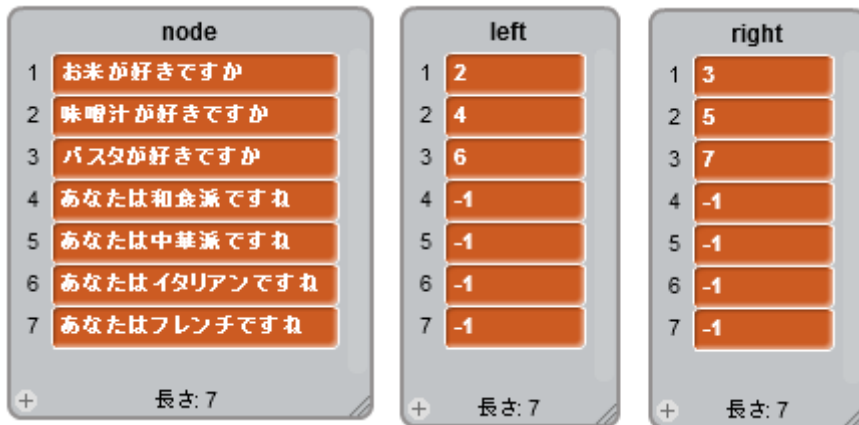 node
1 お米が好きですか
2 味噌汁が好きですか
3 パスタが好きですか
4 あなたは和食派ですね
5 あなたは中華派ですね
6 あなたはイタリアンですね
7 あなたはフレンチですね
+ 長さ: 7
left
1 2
2 4
3 6
4 -1
5 -1
6 -1
7 -1
+ 長さ: 7
right
1 3
2 5
3 7
4 -1
5 -1
6 -1
7 -1
+ 長さ: 7